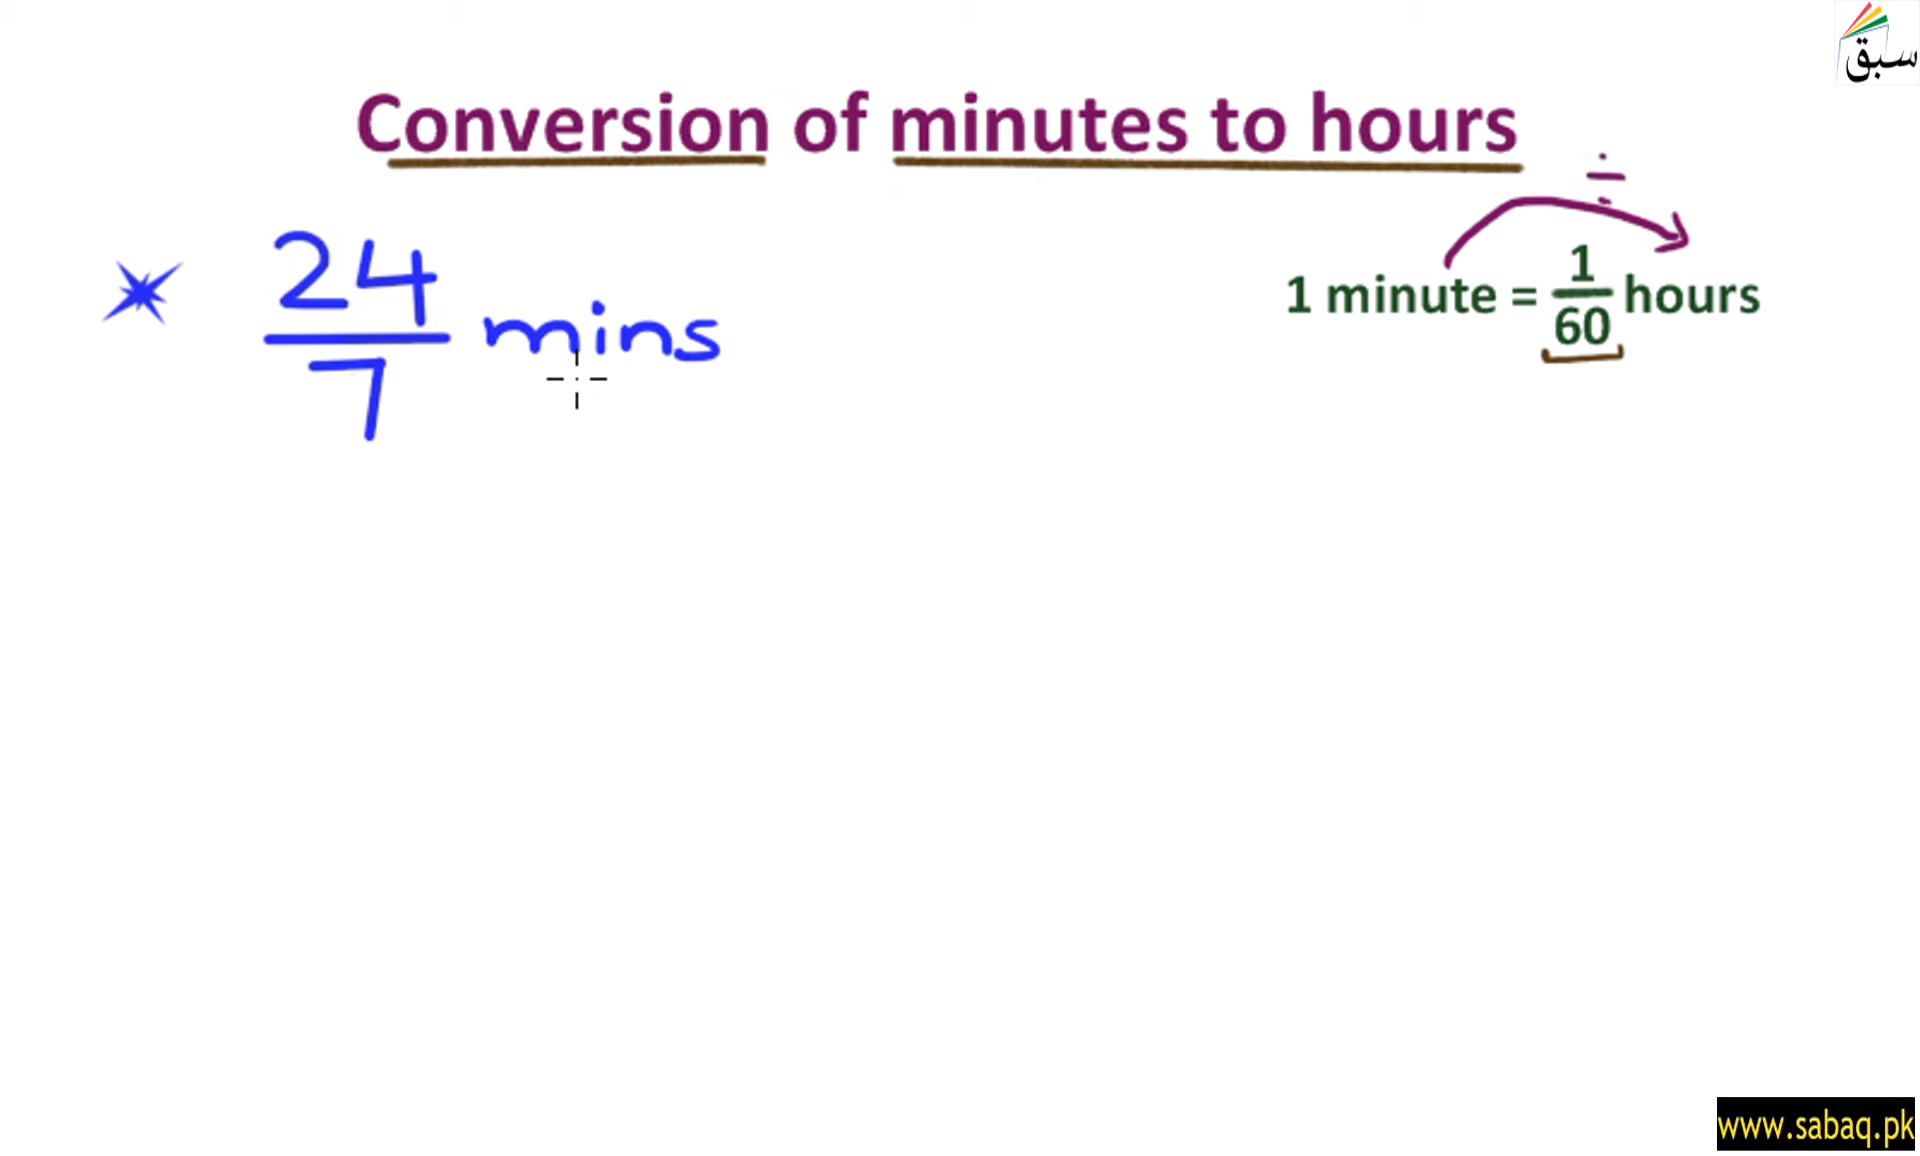 سبق
Conversion of minutes to hours
÷
24/7 mins
1 minute = 1/60 hours
www.sabaq.pk